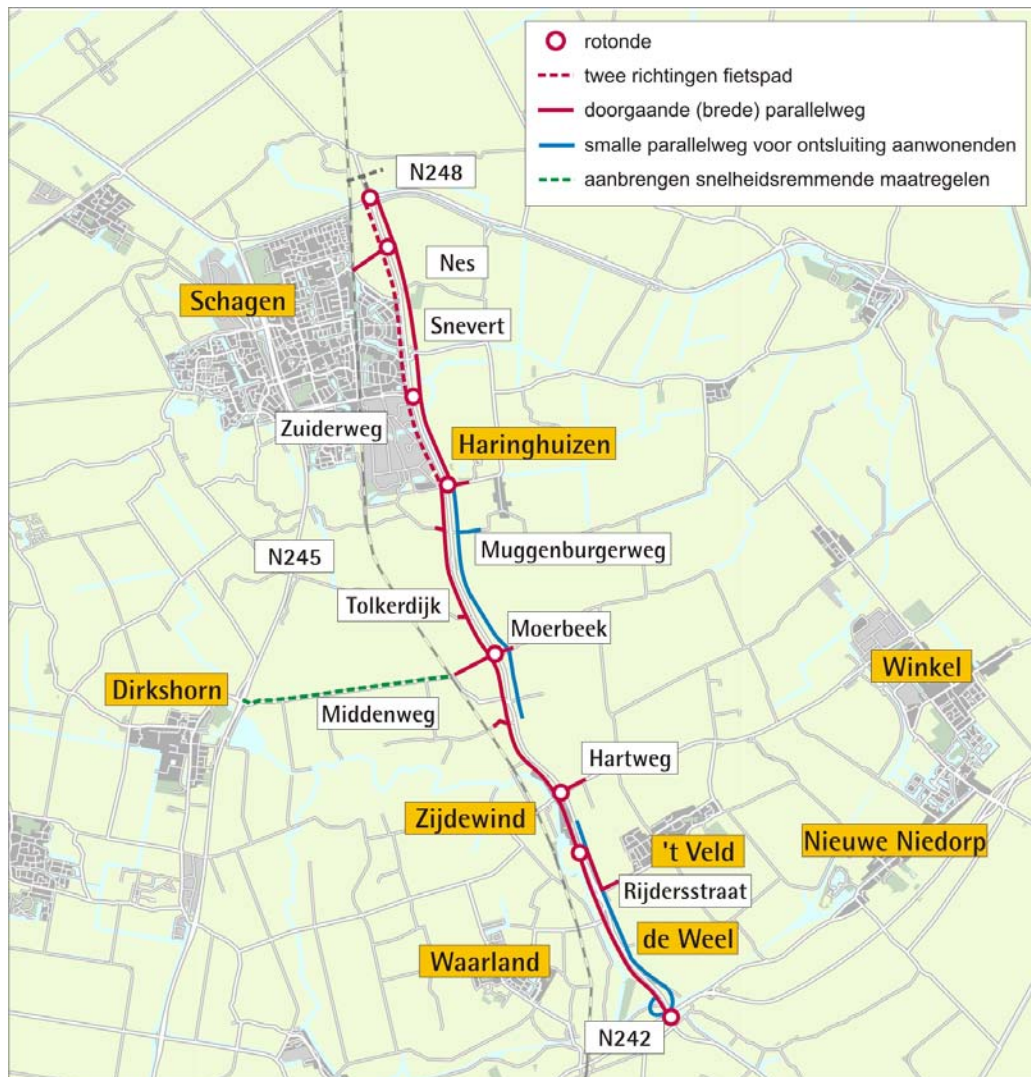 rotonde
twee richtingen fietspad
doorgaande (brede) parallelweg
smalle parallelweg voor ontsluiting aanwonenden
aanbrengen snelheidsremmende maatregelen
N248
Nes
Schagen
Snevert
Zuiderweg
Haringhuizen
N245
Muggenburgerweg
Tolkerdijk
Moerbeek
Winkel
Dirkshorn
Middenweg
Hartweg
Zijdewind
't Veld
Nieuwe Niedorp
Rijdersstraat
de Weel
Waarland
N242